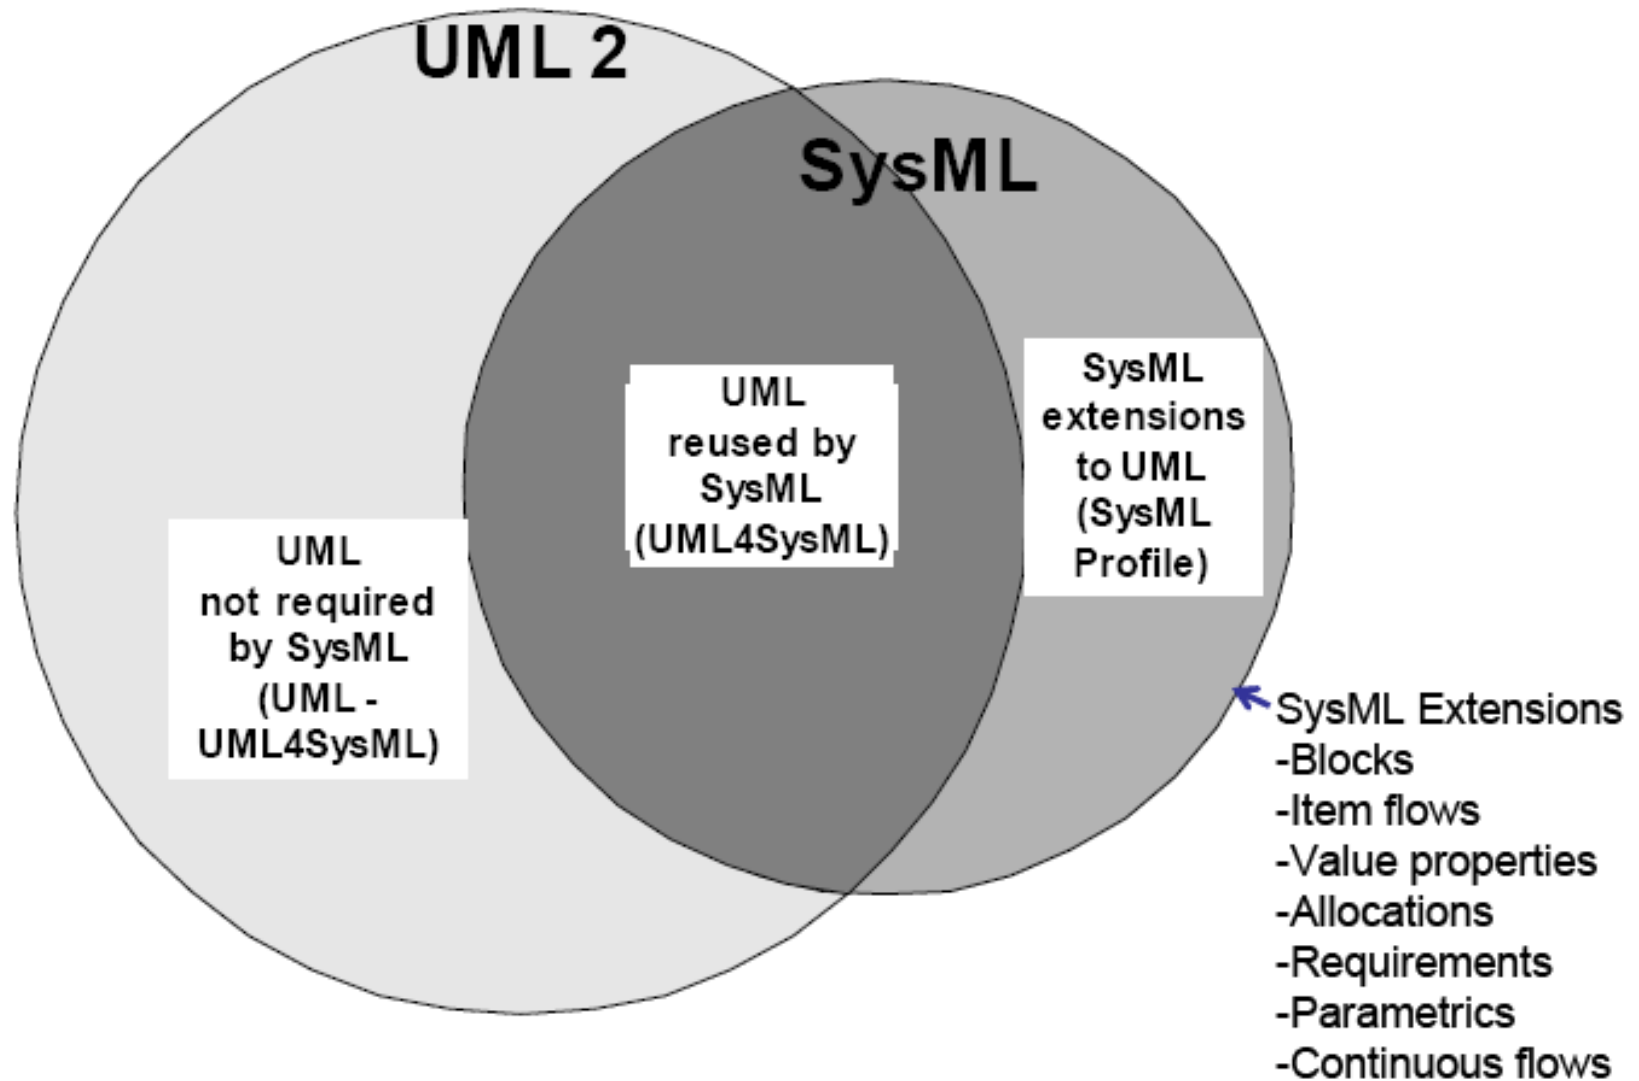 UML 2
SysML
UML
reused by
SysML
(UML4SysML)
SysML
extensions
to UML
(SysML
Profile)
UML
not required
by SysML
(UML -
UML4SysML)
SysML Extensions
-Blocks
-Item flows
-Value properties
-Allocations
-Requirements
-Parametrics
-Continuous flows